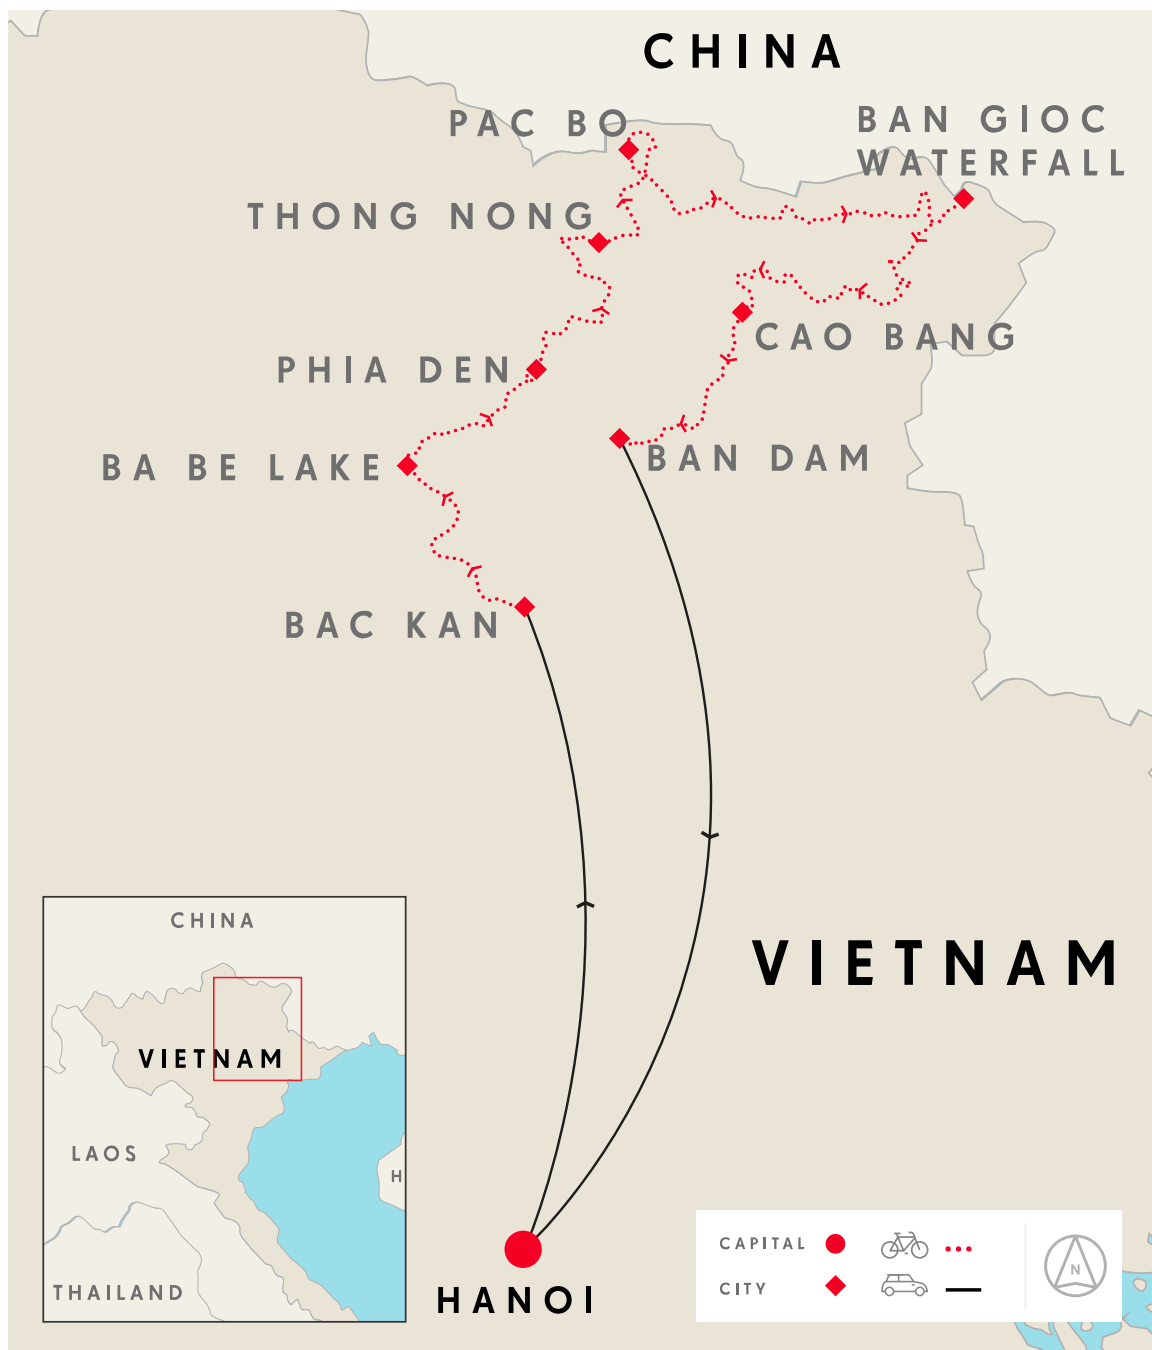 CHINA
PAC BO
BAN GIOC
WATERFALL
THONG NONG
CAO BANG
PHIA DEN
BAN DAM
BA BE LAKE
BAC KAN
VIETNAM
CHINA
VIETNAM
LAOS
H
THAILAND
HANOI
CAPITAL
CITY
N